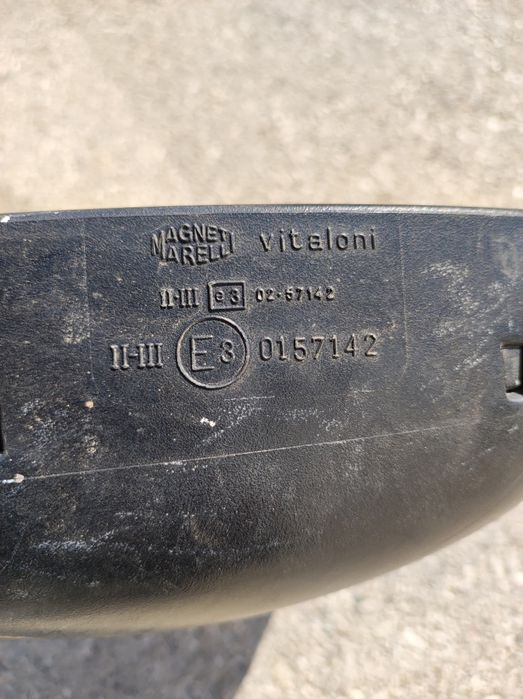 MAGNETI MARELLI vitaloni
II-III e3 02*57142
II-III E3 0157142